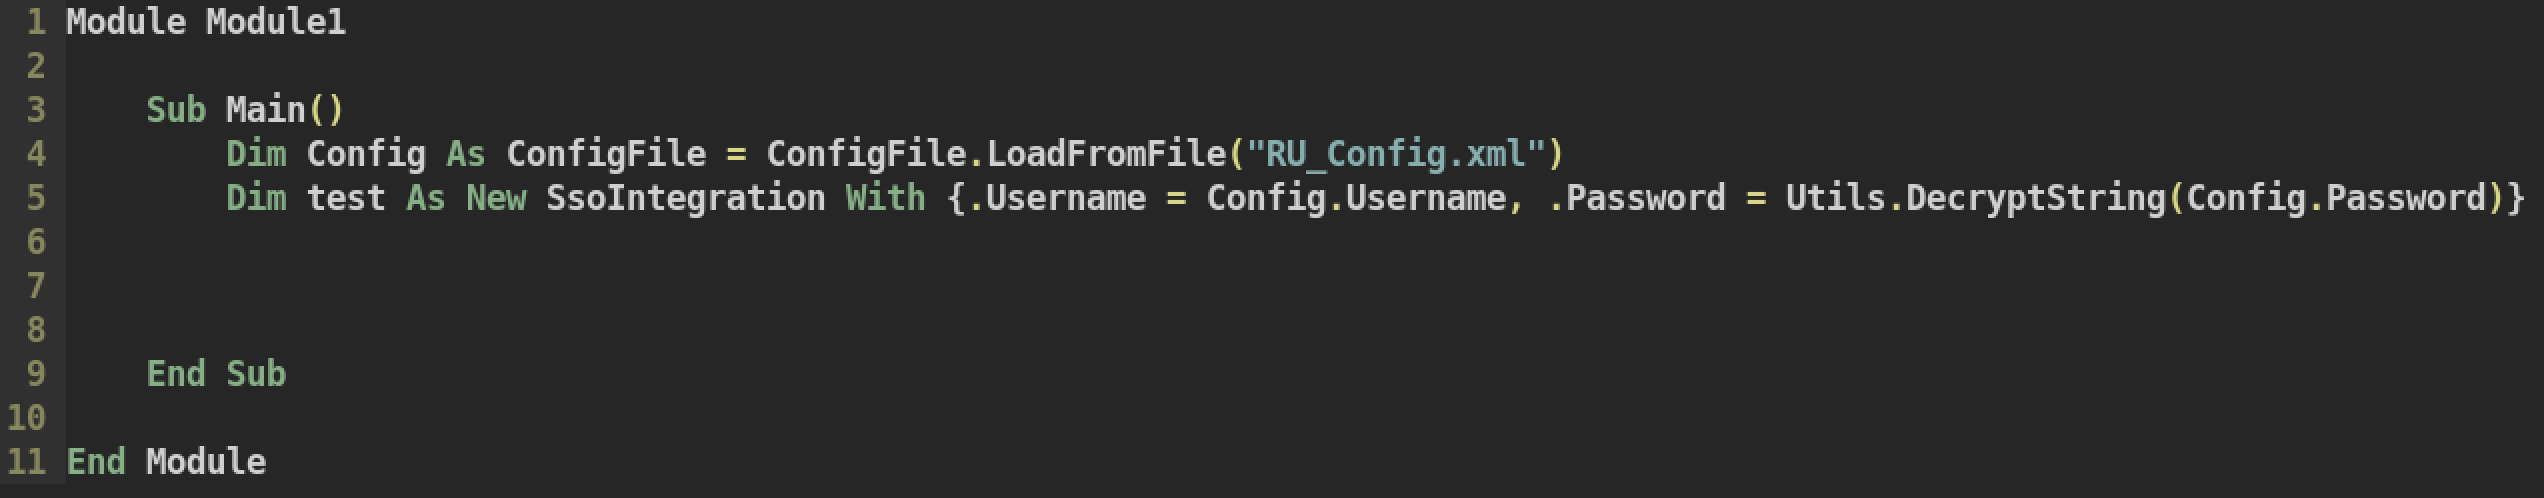 1 Module Module1
2
3     Sub Main()
4         Dim Config As ConfigFile = ConfigFile.LoadFromFile("RU_Config.xml")
5         Dim test As New SsoIntegration With {.Username = Config.Username, .Password = Utils.DecryptString(Config.Password)}
6
7
8
9     End Sub
10
11 End Module